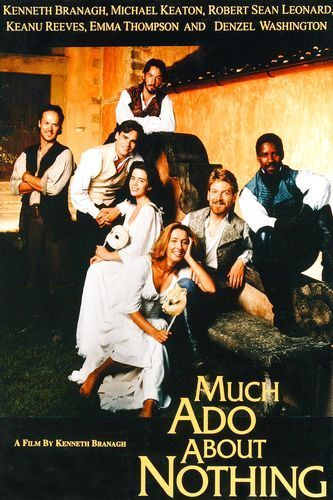 KENNETH BRANAGH, MICHAEL KEATON, ROBERT SEAN LEONARD,
KEANU REEVES, EMMA THOMPSON AND DENZEL WASHINGTON
MUCH
ADO
ABOUT
NOTHING
A FILM BY KENNETH BRANAGH